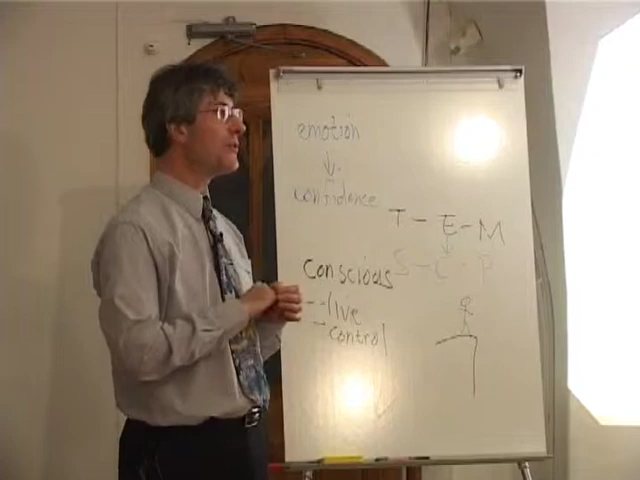 emotion
↓
confidence
T - E - M
↓
S - C - P
conscious
- live
- control